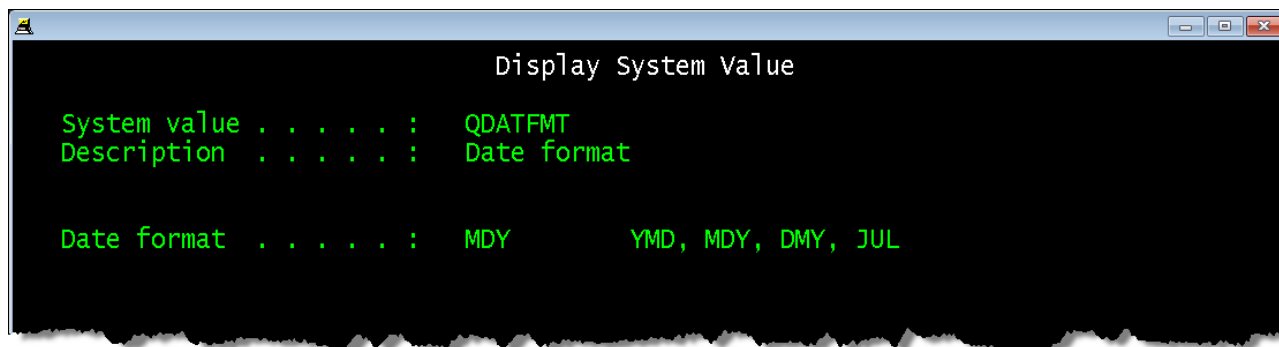 Display System Value
System value . . . . . :   QDATFMT
Description  . . . . . :   Date format
Date format  . . . . . :   MDY       YMD, MDY, DMY, JUL